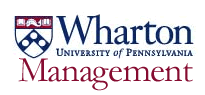 Wharton
UNIVERSITY of PENNSYLVANIA
Management